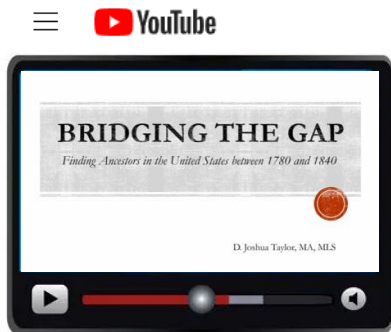 YouTube
BRIDGING THE GAP
Finding Ancestors in the United States between 1780 and 1840
D. Joshua Taylor, MA, MLS